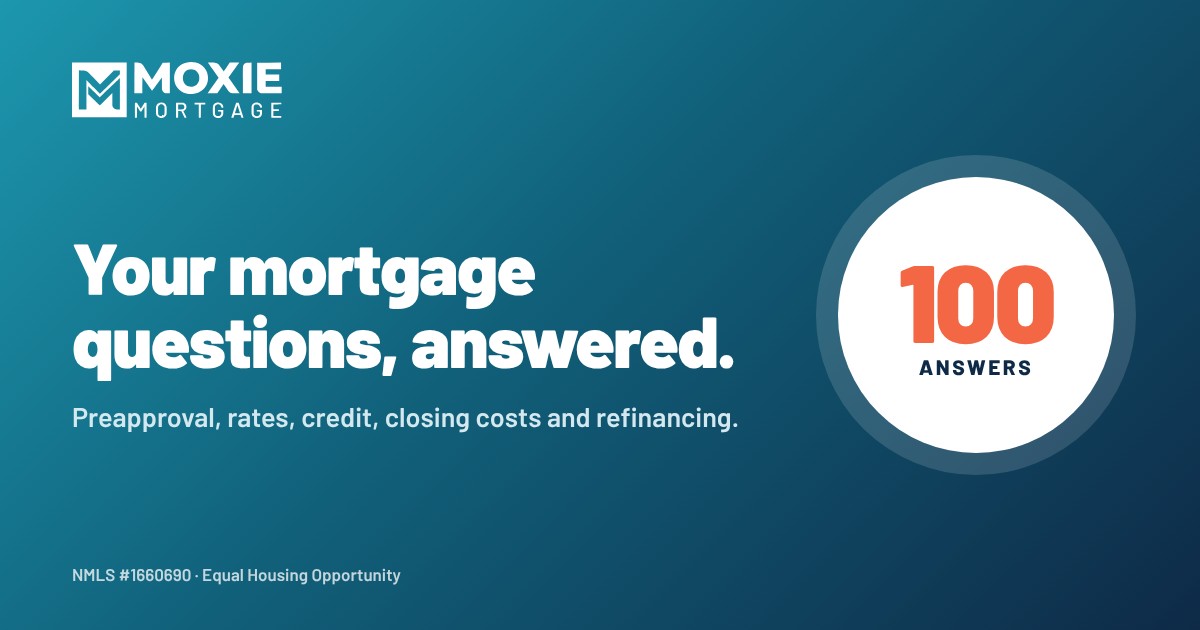 MOXIE
MORTGAGE
Your mortgage
questions, answered.
Preapproval, rates, credit, closing costs and refinancing.
100
ANSWERS
NMLS #1660690 · Equal Housing Opportunity